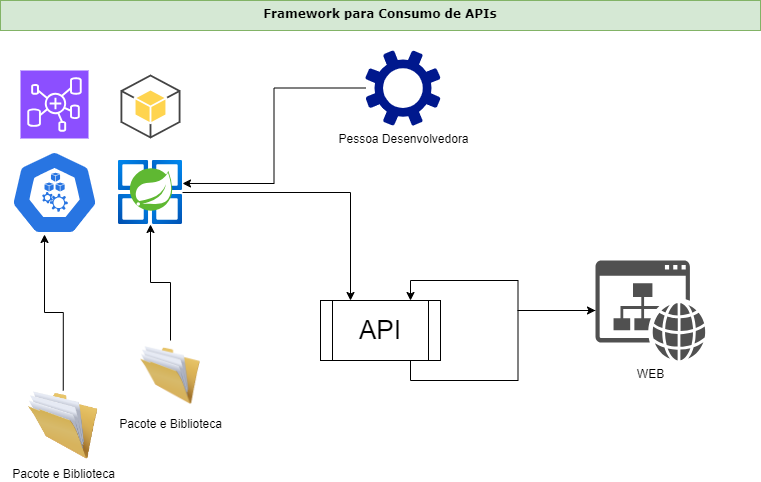 Framework para Consumo de APIs
Pessoa Desenvolvedora
API
WEB
Pacote e Biblioteca
Pacote e Biblioteca